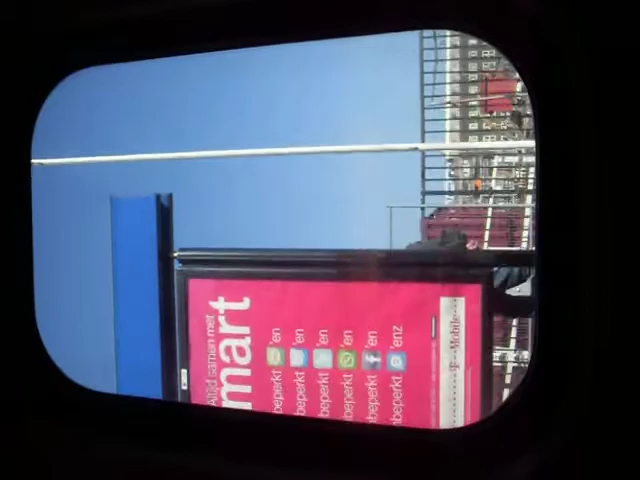 Altijd samen met
mart
beperkt 'en
beperkt 'en
beperkt 'en
beperkt 'en
beperkt 'en
beperkt 'enz
T··Mobile·